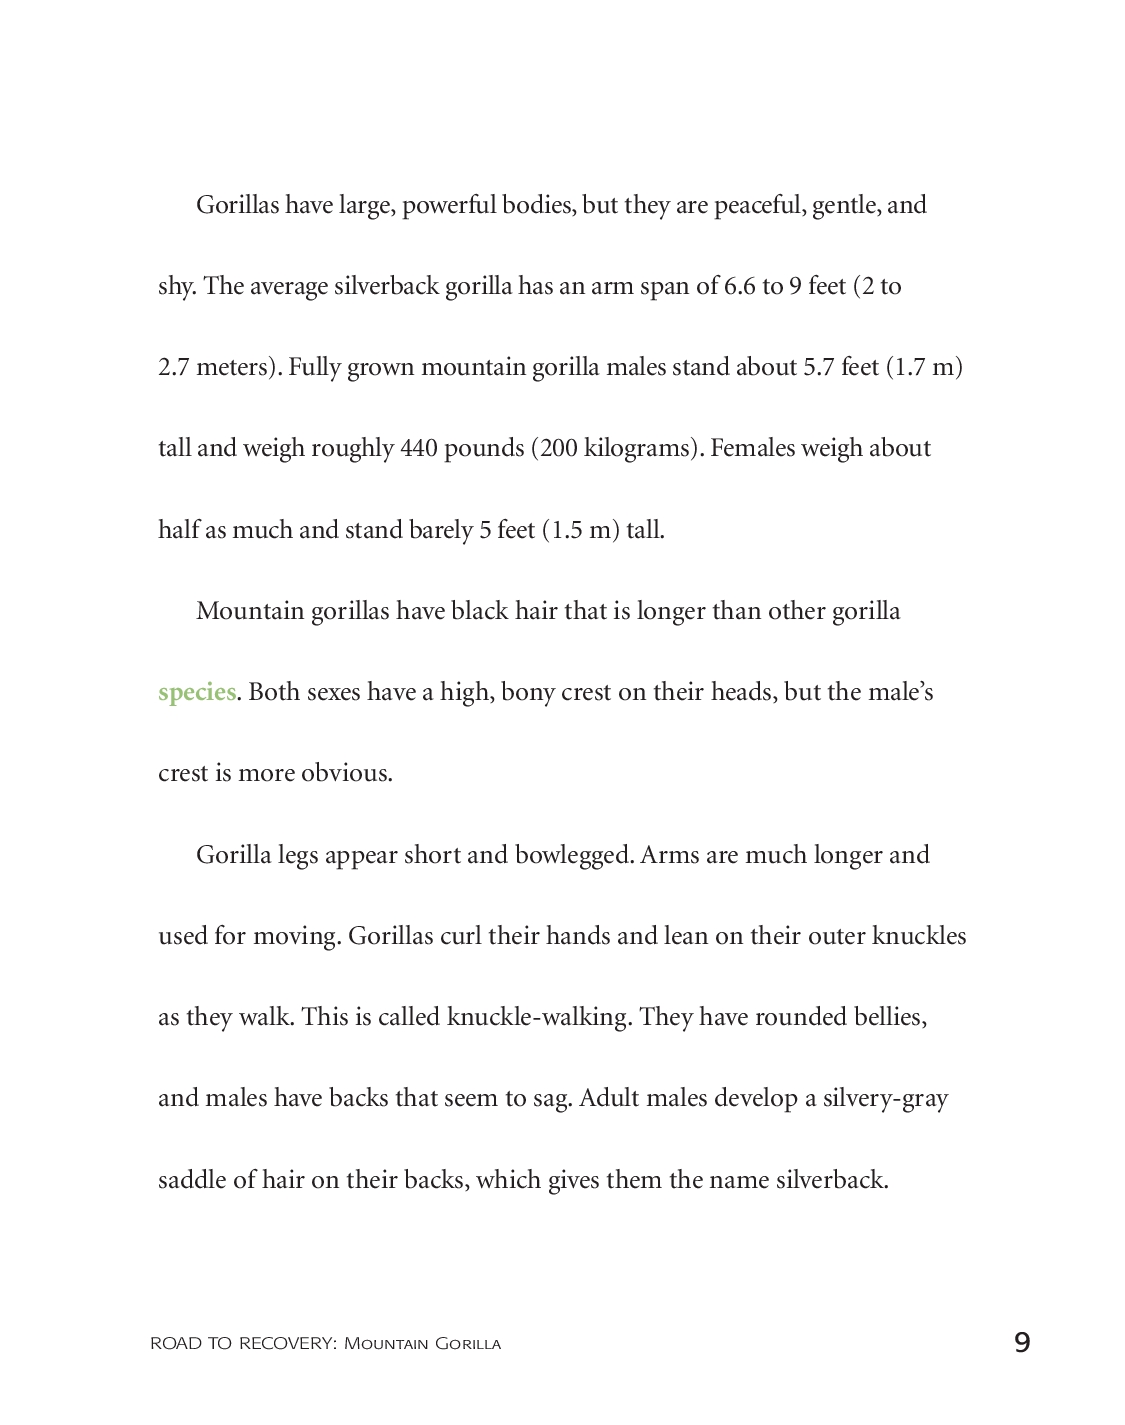 Gorillas have large, powerful bodies, but they are peaceful, gentle, and
shy. The average silverback gorilla has an arm span of 6.6 to 9 feet (2 to
2.7 meters). Fully grown mountain gorilla males stand about 5.7 feet (1.7 m)
tall and weigh roughly 440 pounds (200 kilograms). Females weigh about
half as much and stand barely 5 feet (1.5 m) tall.
Mountain gorillas have black hair that is longer than other gorilla
species. Both sexes have a high, bony crest on their heads, but the male’s
crest is more obvious.
Gorilla legs appear short and bowlegged. Arms are much longer and
used for moving. Gorillas curl their hands and lean on their outer knuckles
as they walk. This is called knuckle-walking. They have rounded bellies,
and males have backs that seem to sag. Adult males develop a silvery-gray
saddle of hair on their backs, which gives them the name silverback.
ROAD TO RECOVERY: Mountain Gorilla 9